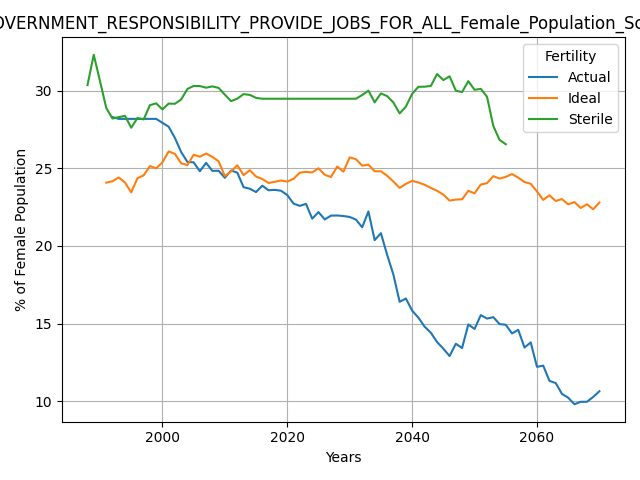 OVERNMENT_RESPONSIBILITY_PROVIDE_JOBS_FOR_ALL_Female_Population_Sc
Fertility
Actual
Ideal
Sterile
% of Female Population
30
25
20
15
10
2000 2020 2040 2060
Years